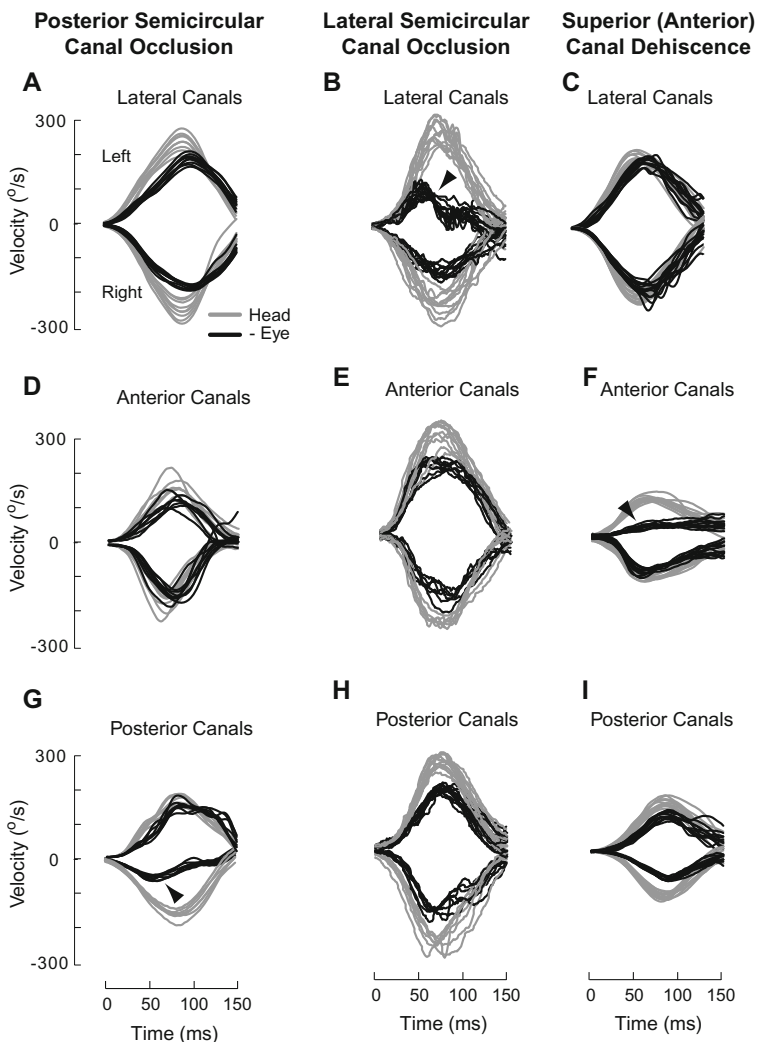 Posterior Semicircular
Canal Occlusion
Lateral Semicircular
Canal Occlusion
Superior (Anterior)
Canal Dehiscence
A
Lateral Canals
B
Lateral Canals
C
Lateral Canals
300
0
-300
Velocity (°/s)
Left
Right
Head
- Eye
D
Anterior Canals
E
Anterior Canals
F
Anterior Canals
300
0
-300
Velocity (°/s)
G
Posterior Canals
H
Posterior Canals
I
Posterior Canals
300
0
-300
Velocity (°/s)
0 50 100 150
Time (ms)
0 50 100 150
Time (ms)
0 50 100 150
Time (ms)